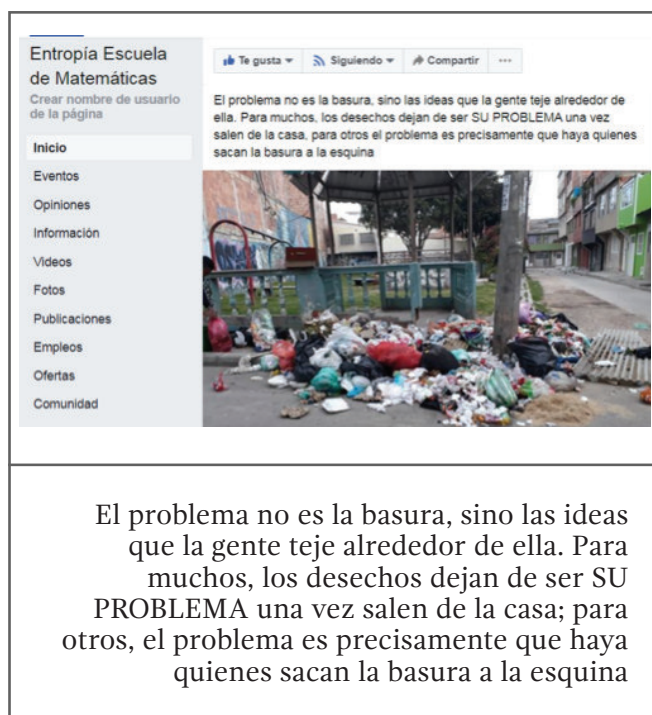 Entropía Escuela
de Matemáticas
Crear nombre de usuario
de la página
Inicio
Eventos
Opiniones
Información
Videos
Fotos
Publicaciones
Empleos
Ofertas
Comunidad
Te gusta Siguiendo Compartir ...
El problema no es la basura, sino las ideas que la gente teje alrededor de
ella. Para muchos, los desechos dejan de ser SU PROBLEMA una vez
salen de la casa, para otros el problema es precisamente que haya quienes
sacan la basura a la esquina
El problema no es la basura, sino las ideas
que la gente teje alrededor de ella. Para
muchos, los desechos dejan de ser SU
PROBLEMA una vez salen de la casa; para
otros, el problema es precisamente que haya
quienes sacan la basura a la esquina